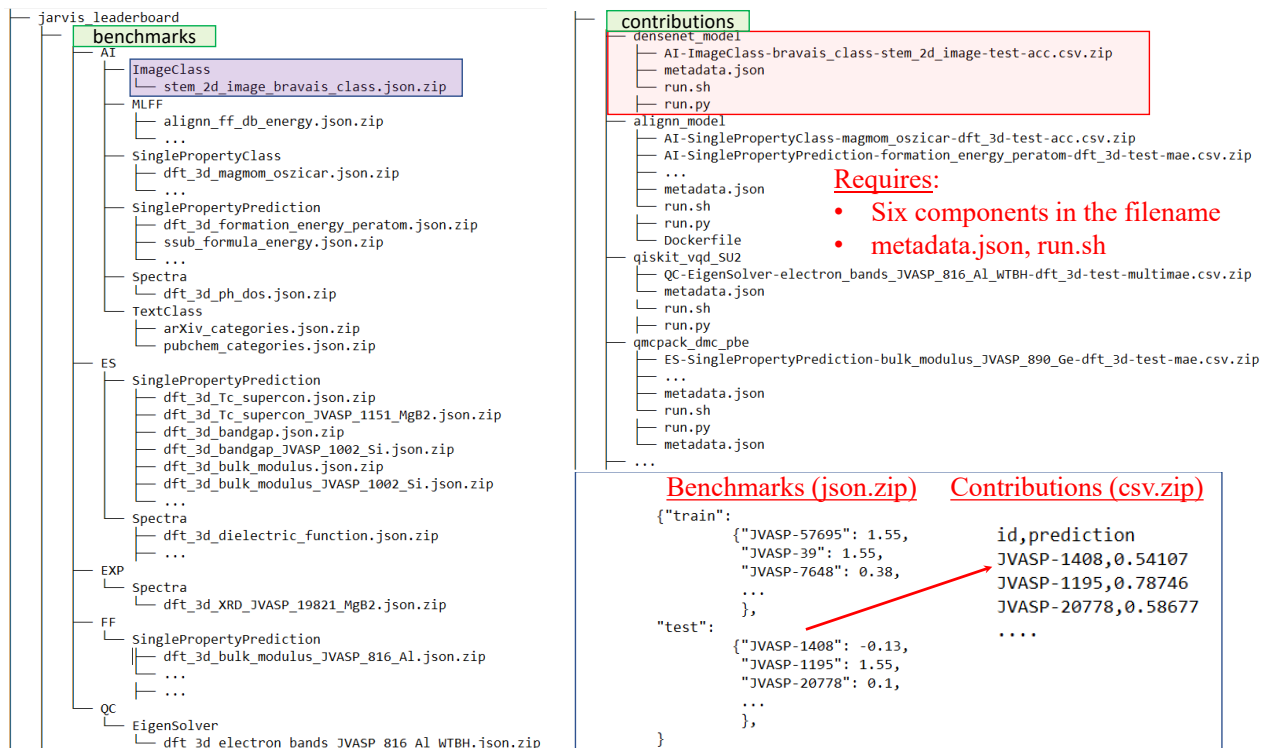 jarvis_leaderboard
benchmarks
AI
ImageClass
stem_2d_image_bravais_class.json.zip
MLFF
alignn_ff_db_energy.json.zip
...
SinglePropertyClass
dft_3d_magmom_oszicar.json.zip
...
SinglePropertyPrediction
dft_3d_formation_energy_peratom.json.zip
ssub_formula_energy.json.zip
...
Spectra
dft_3d_ph_dos.json.zip
TextClass
arXiv_categories.json.zip
pubchem_categories.json.zip
ES
SinglePropertyPrediction
dft_3d_Tc_supercon.json.zip
dft_3d_Tc_supercon_JVASP_1151_MgB2.json.zip
dft_3d_bandgap.json.zip
dft_3d_bandgap_JVASP_1002_Si.json.zip
dft_3d_bulk_modulus.json.zip
dft_3d_bulk_modulus_JVASP_1002_Si.json.zip
...
Spectra
dft_3d_dielectric_function.json.zip
...
EXP
Spectra
dft_3d_XRD_JVASP_19821_MgB2.json.zip
FF
SinglePropertyPrediction
dft_3d_bulk_modulus_JVASP_816_Al.json.zip
...
...
QC
EigenSolver
dft_3d_electron_bands_JVASP_816_Al_WTBH.json.zip
contributions
densenet_model
AI-ImageClass-bravais_class-stem_2d_image-test-acc.csv.zip
metadata.json
run.sh
run.py
alignn_model
AI-SinglePropertyClass-magmom_oszicar-dft_3d-test-acc.csv.zip
AI-SinglePropertyPrediction-formation_energy_peratom-dft_3d-test-mae.csv.zip
...
metadata.json
run.sh
run.py
Dockerfile
Requires:
• Six components in the filename
• metadata.json, run.sh
qiskit_vqd_SU2
QC-EigenSolver-electron_bands_JVASP_816_Al_WTBH-dft_3d-test-multimae.csv.zip
metadata.json
run.sh
run.py
qmcpack_dmc_pbe
ES-SinglePropertyPrediction-bulk_modulus_JVASP_890_Ge-dft_3d-test-mae.csv.zip
...
metadata.json
run.sh
run.py
metadata.json
...
Benchmarks (json.zip)
{"train":
{"JVASP-57695": 1.55,
"JVASP-39": 1.55,
"JVASP-7648": 0.38,
...
},
"test":
{"JVASP-1408": -0.13,
"JVASP-1195": 1.55,
"JVASP-20778": 0.1,
...
},
}
Contributions (csv.zip)
id,prediction
JVASP-1408,0.54107
JVASP-1195,0.78746
JVASP-20778,0.58677
....